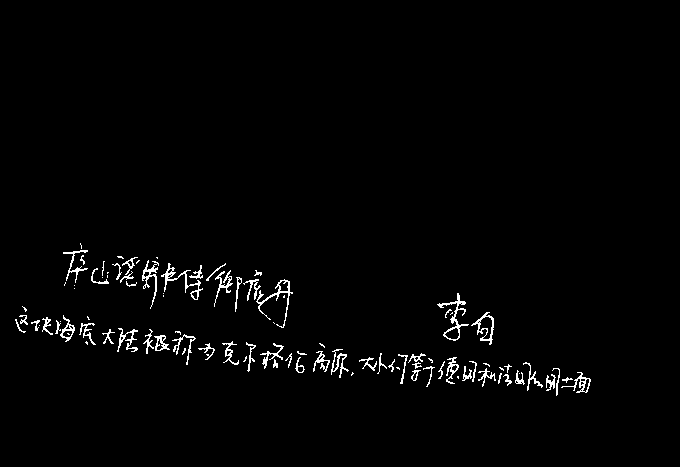 庐山谣寄卢侍御虚舟
李白
这块海底大陆被称为克尔格伦高原,大小何等于德国和法国的国土面